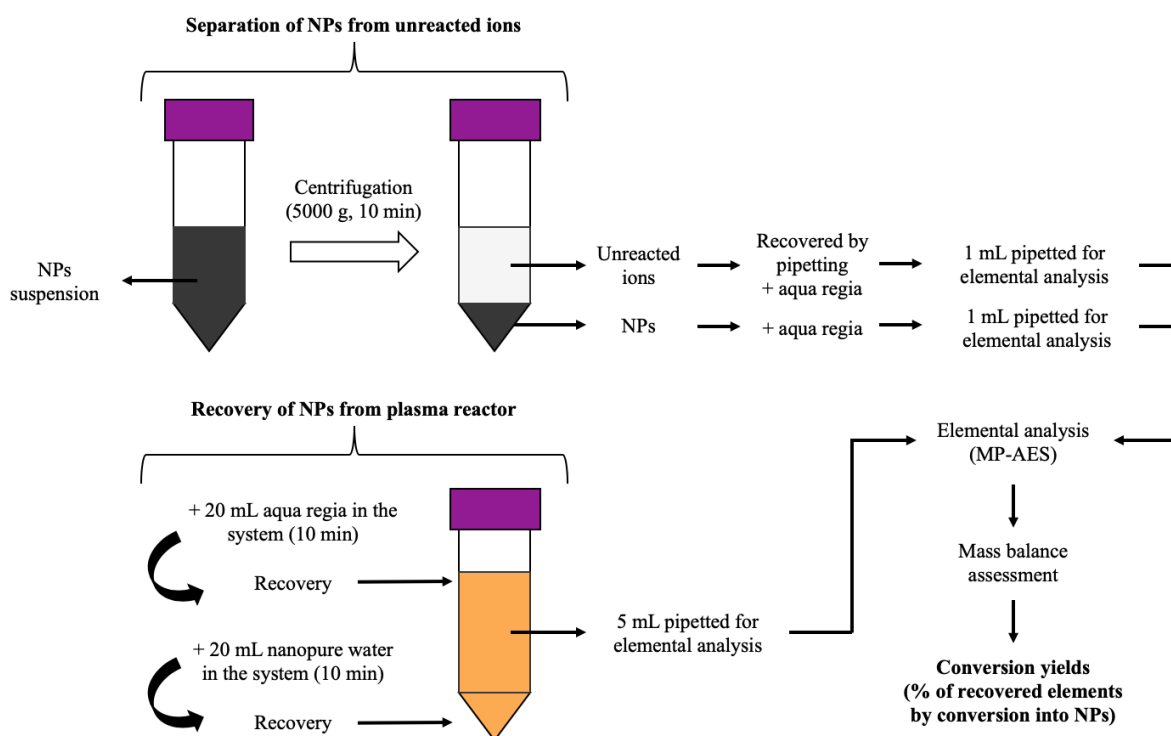 Separation of NPs from unreacted ions
Centrifugation
(5000 g, 10 min)
NPs
suspension
Unreacted
ions
Recovered by
pipetting
+ aqua regia
1 mL pipetted for
elemental analysis
NPs
+ aqua regia
1 mL pipetted for
elemental analysis
Recovery of NPs from plasma reactor
+ 20 mL aqua regia in the
system (10 min)
Recovery
+ 20 mL nanopure water
in the system (10 min)
Recovery
5 mL pipetted for
elemental analysis
Elemental analysis
(MP-AES)
Mass balance
assessment
Conversion yields
(% of recovered elements
by conversion into NPs)